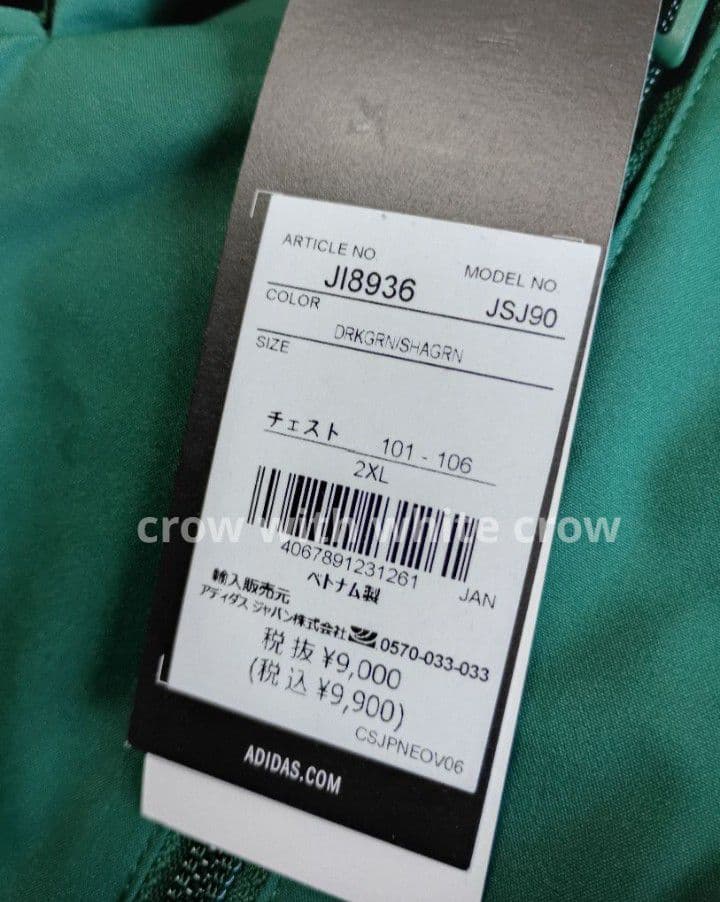 ARTICLE NO
JI8936
MODEL NO
JSJ90
COLOR
DRKGRN/SHAGRN
SIZE
チェスト 101 - 106
2XL
crow with white crow
4067891231261
JAN
ベトナム製
輸入販売元
アディダス ジャパン株式会社 0570-033-033
税抜 ¥9,000
(税込 ¥9,900)
CSJPNEOV06
ADIDAS.COM